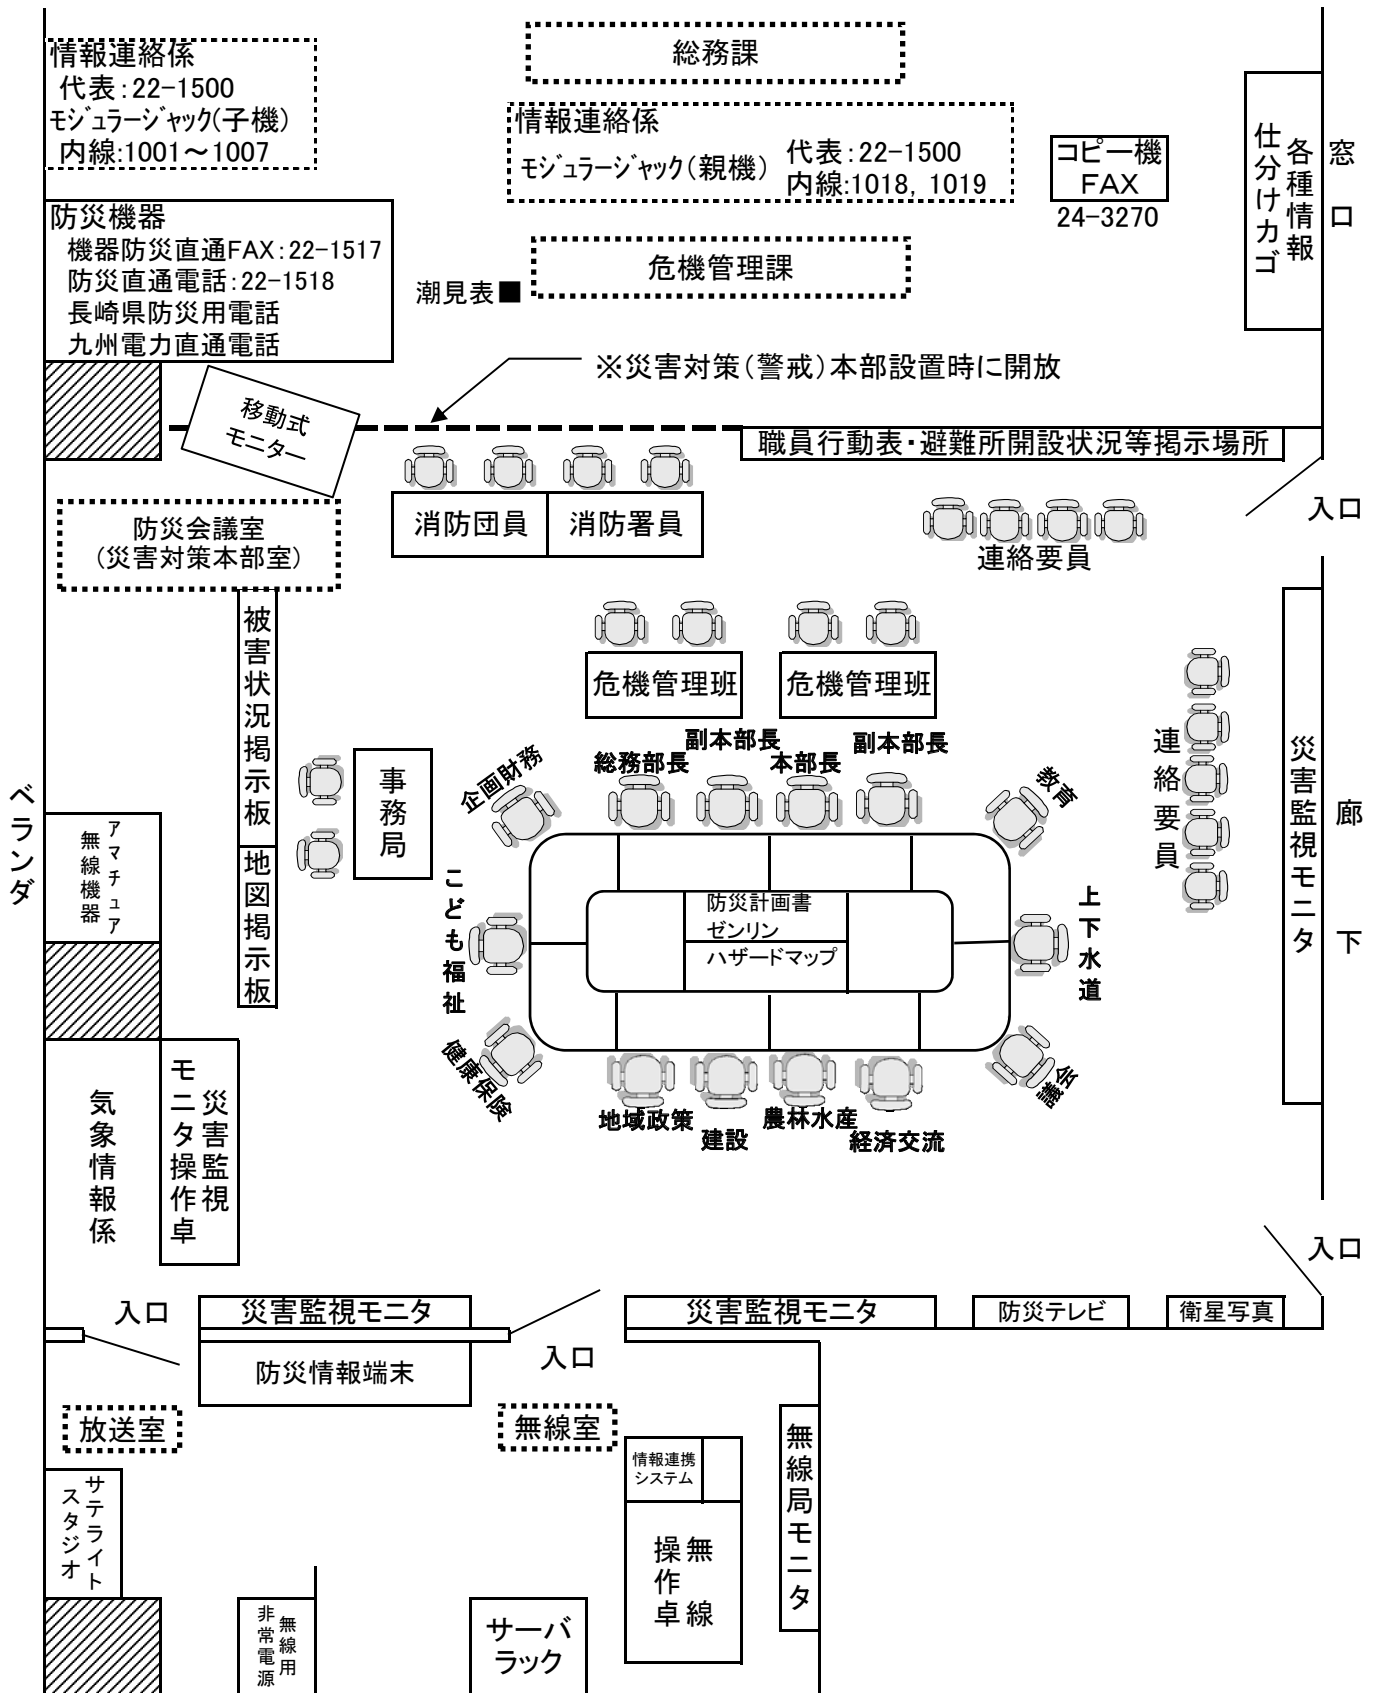 情報連絡係
代表：22-1500
モジュラージャック(子機)
内線:1001～1007
総務課
情報連絡係
モジュラージャック(親機)
代表：22-1500
内線:1018, 1019
コピー機
FAX
24-3270
各種情報
仕分けカゴ
窓口
防災機器
機器防災直通FAX：22-1517
防災直通電話：22-1518
長崎県防災用電話
九州電力直通電話
潮見表■
危機管理課
※災害対策(警戒)本部設置時に開放
移動式
モニター
職員行動表・避難所開設状況等掲示場所
消防団員
消防署員
連絡要員
入口
防災会議室
(災害対策本部室)
被害状況掲示板
地図掲示板
危機管理班
危機管理班
事務局
企画財務
総務部長
副本部長
本部長
副本部長
教育
連絡要員
災害監視モニタ
廊下
ベランダ
アマチュア
無線機器
こども福祉
防災計画書
ゼンリン
ハザードマップ
上下水道
健康保険
地域政策
建設
農林水産
経済交流
議会
気象情報係
災害監視
モニタ操作卓
入口
入口
災害監視モニタ
災害監視モニタ
防災テレビ
衛星写真
防災情報端末
入口
放送室
無線室
サテライト
スタジオ
情報連携
システム
無線
操作卓
無線局モニタ
無線用
非常電源
サーバ
ラック